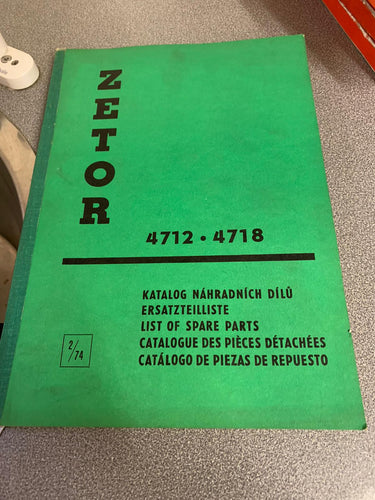 ZETOR
4712 • 4718
KATALOG NÁHRADNÍCH DÍLŮ
ERSATZTEILLISTE
LIST OF SPARE PARTS
CATALOGUE DES PIÈCES DÉTACHÉES
CATÁLOGO DE PIEZAS DE REPUESTO
2/74